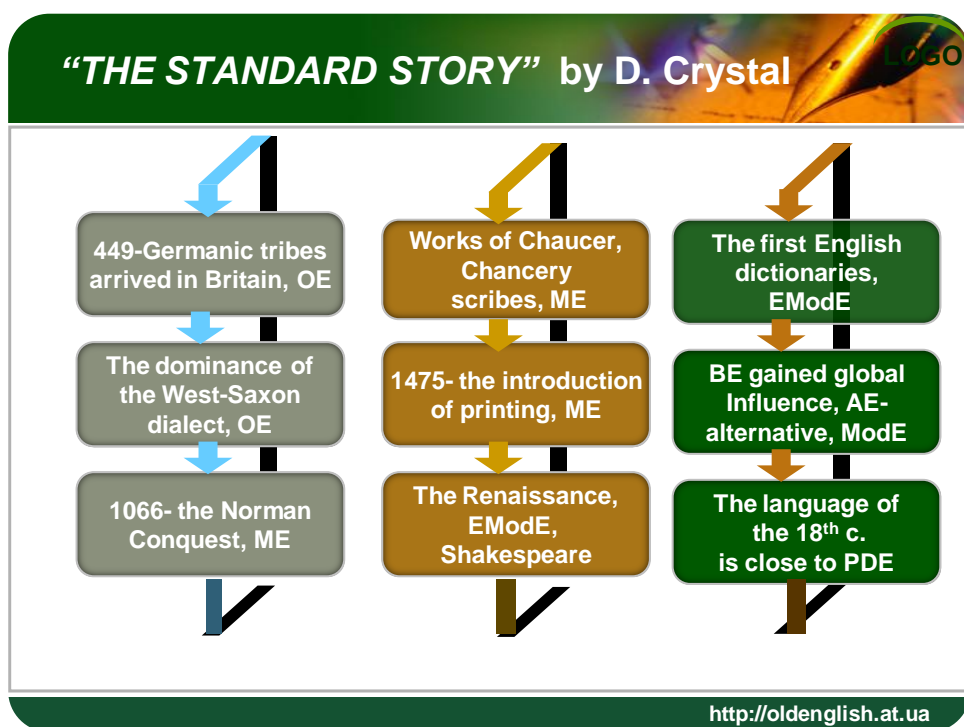 “THE STANDARD STORY” by D. Crystal
LOGO
449-Germanic tribes
arrived in Britain, OE
The dominance of
the West-Saxon
dialect, OE
1066- the Norman
Conquest, ME
Works of Chaucer,
Chancery
scribes, ME
1475- the introduction
of printing, ME
The Renaissance,
EModE,
Shakespeare
The first English
dictionaries,
EModE
BE gained global
Influence, AE-
alternative, ModE
The language of
the 18th c.
is close to PDE
http://oldenglish.at.ua